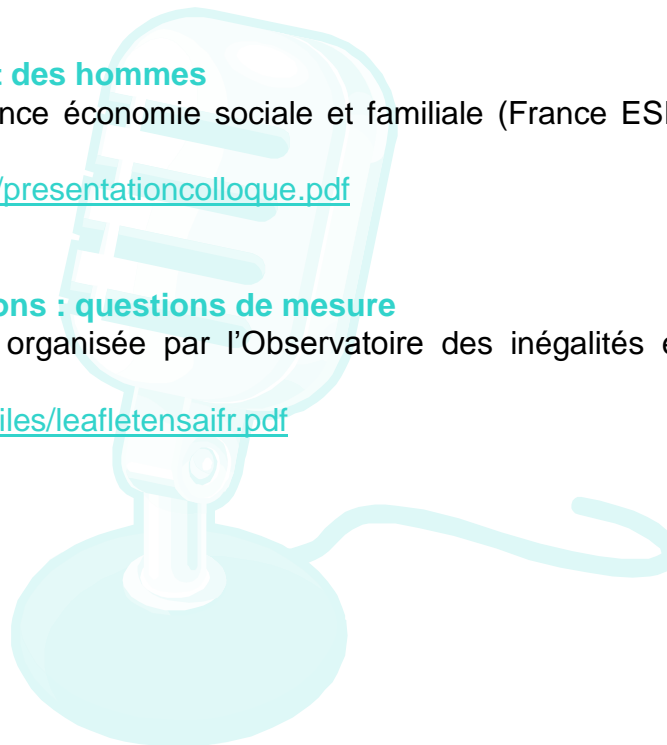 des hommes
nce économie sociale et familiale (France ES
/presentationcolloque.pdf
ons : questions de mesure
organisée par l'Observatoire des inégalités
iles/leafletensaifr.pdf